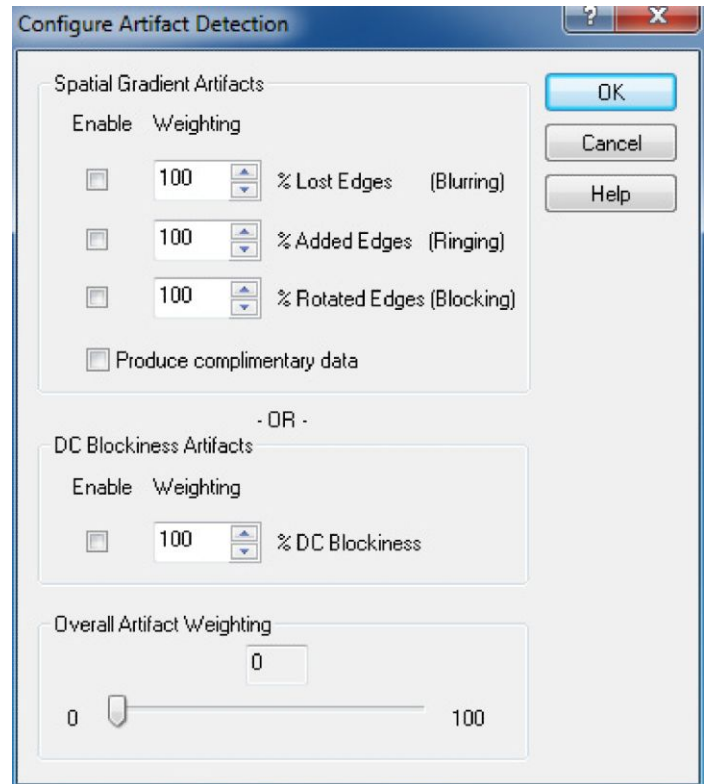 Configure Artifact Detection
?
X
Spatial Gradient Artifacts
OK
Enable Weighting
Cancel
100 % Lost Edges (Blurring)
Help
100 % Added Edges (Ringing)
100 % Rotated Edges (Blocking)
Produce complimentary data
- OR -
DC Blockiness Artifacts
Enable Weighting
100 % DC Blockiness
Overall Artifact Weighting
0
0 100